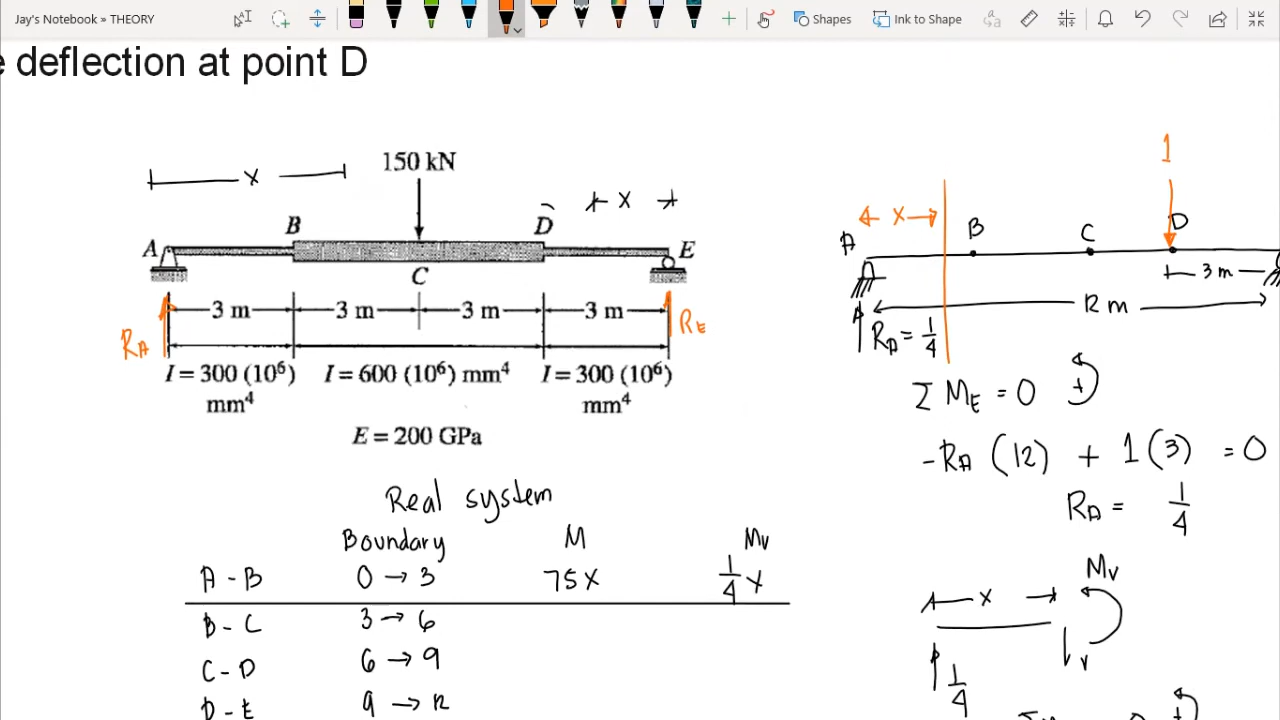 Jay's Notebook » THEORY
Shapes
Ink to Shape
e deflection at point D
150 kN
x
x
B
D
A
E
C
3 m
3 m
3 m
3 m
RA
RE
I = 300 (10⁶) mm⁴
I = 600 (10⁶) mm⁴
I = 300 (10⁶) mm⁴
E = 200 GPa
Real system
Boundary M Mv
A - B 0 → 3 75x 1/4 x
B - C 3 → 6
C - D 6 → 9
D - E 9 → 12
1
x
A
B
C
D
3 m
12 m
RA = 1/4
Σ ME = 0 +
-RA (12) + 1(3) = 0
RA = 1/4
Mv
x
v
1/4